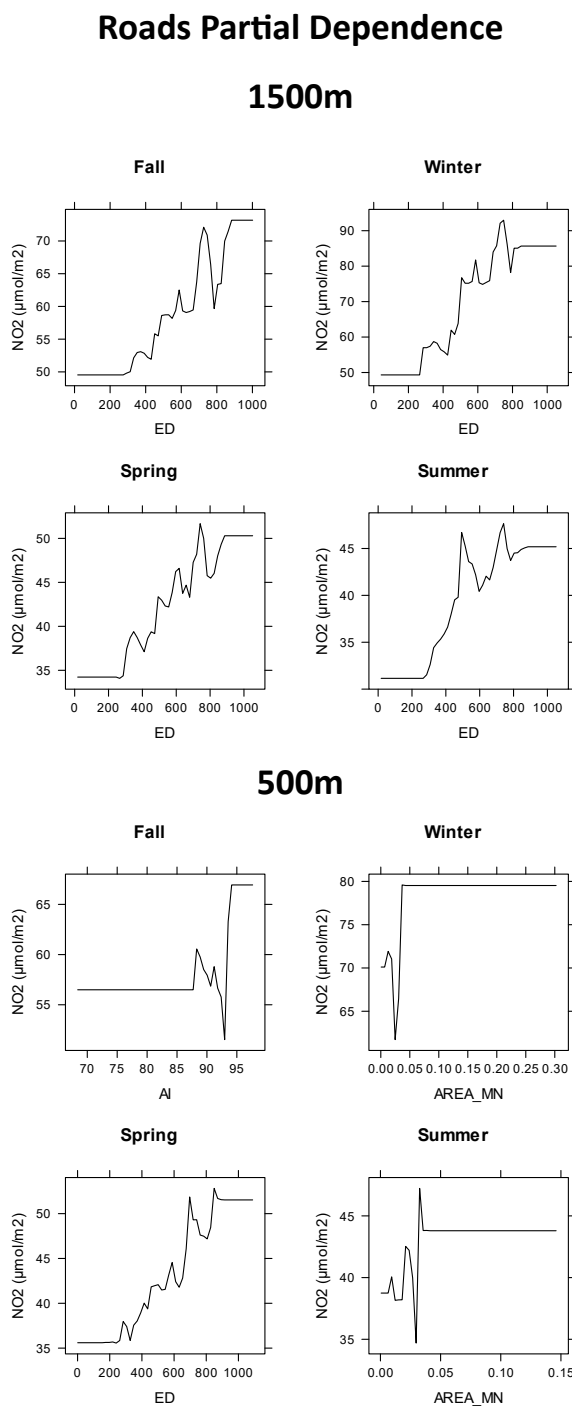 Roads Partial Dependence
1500m
Fall
NO2 (µmol/m2)
70
65
60
55
50
0 200 400 600 800 1000
ED
Winter
NO2 (µmol/m2)
90
80
70
60
50
0 200 400 600 800 1000
ED
Spring
NO2 (µmol/m2)
50
45
40
35
0 200 400 600 800 1000
ED
Summer
NO2 (µmol/m2)
45
40
35
0 200 400 600 800 1000
ED
500m
Fall
NO2 (µmol/m2)
65
60
55
70 75 80 85 90 95
AI
Winter
NO2 (µmol/m2)
80
75
70
65
0.00 0.05 0.10 0.15 0.20 0.25 0.30
AREA_MN
Spring
NO2 (µmol/m2)
50
45
40
35
0 200 400 600 800 1000
ED
Summer
NO2 (µmol/m2)
45
40
35
0.00 0.05 0.10 0.15
AREA_MN